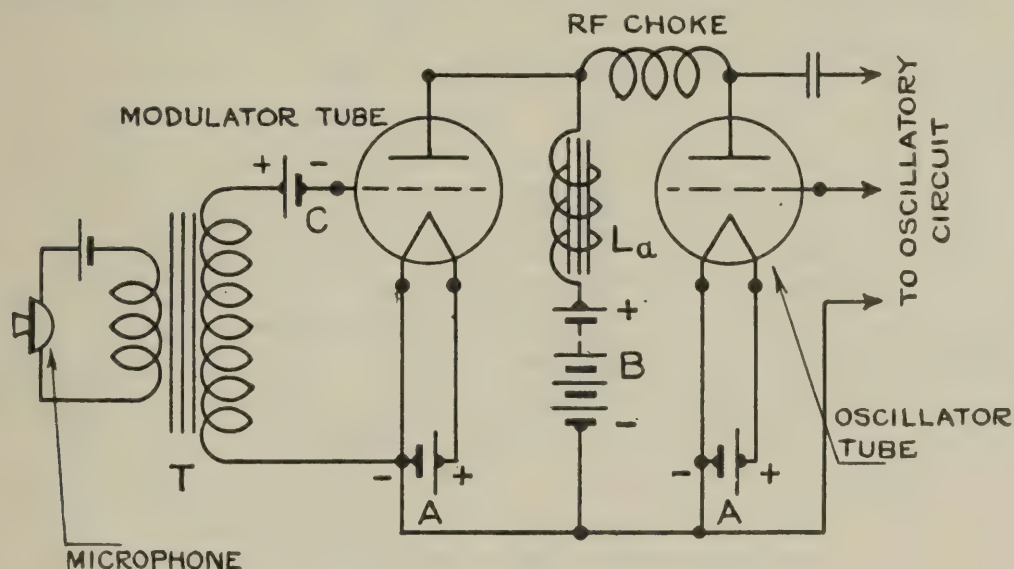 RF CHOKE
MODULATOR TUBE
+ -
C
La
+
B
-
T
- +
A
- +
A
TO OSCILLATORY
CIRCUIT
OSCILLATOR
TUBE
MICROPHONE